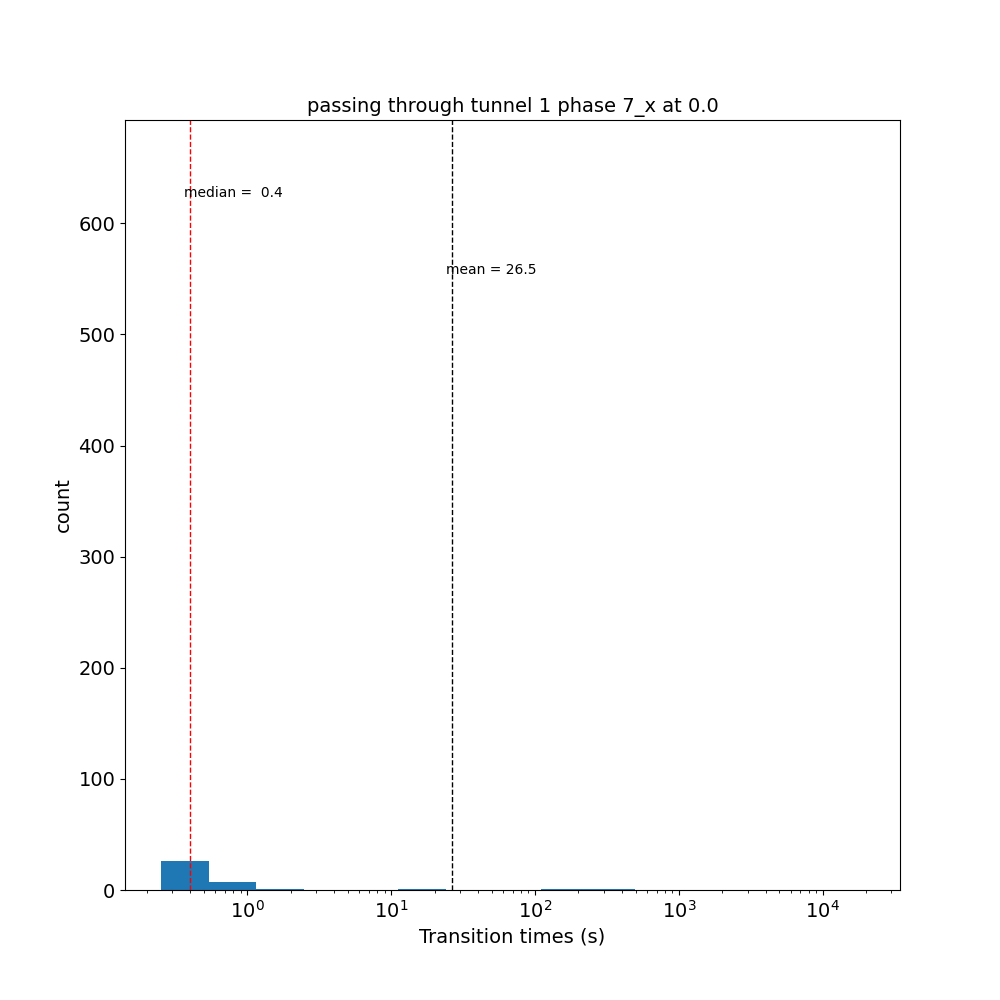 passing through tunnel 1 phase 7_x at 0.0
median =  0.4
mean = 26.5
600
500
400
300
200
100
0
count
10⁰
10¹
10²
10³
10⁴
Transition times (s)